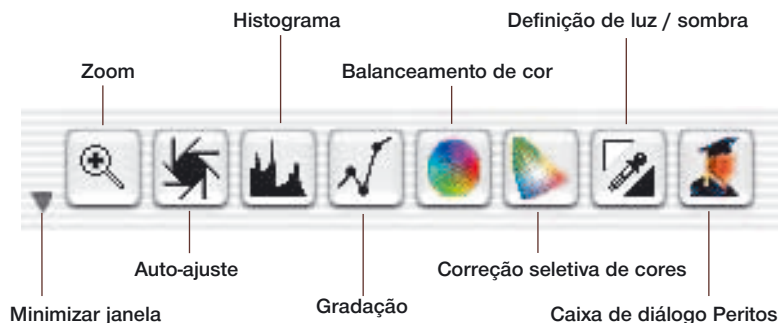 Histograma
Definição de luz / sombra
Zoom
Balanceamento de cor
Auto-ajuste
Correção seletiva de cores
Minimizar janela
Gradação
Caixa de diálogo Peritos